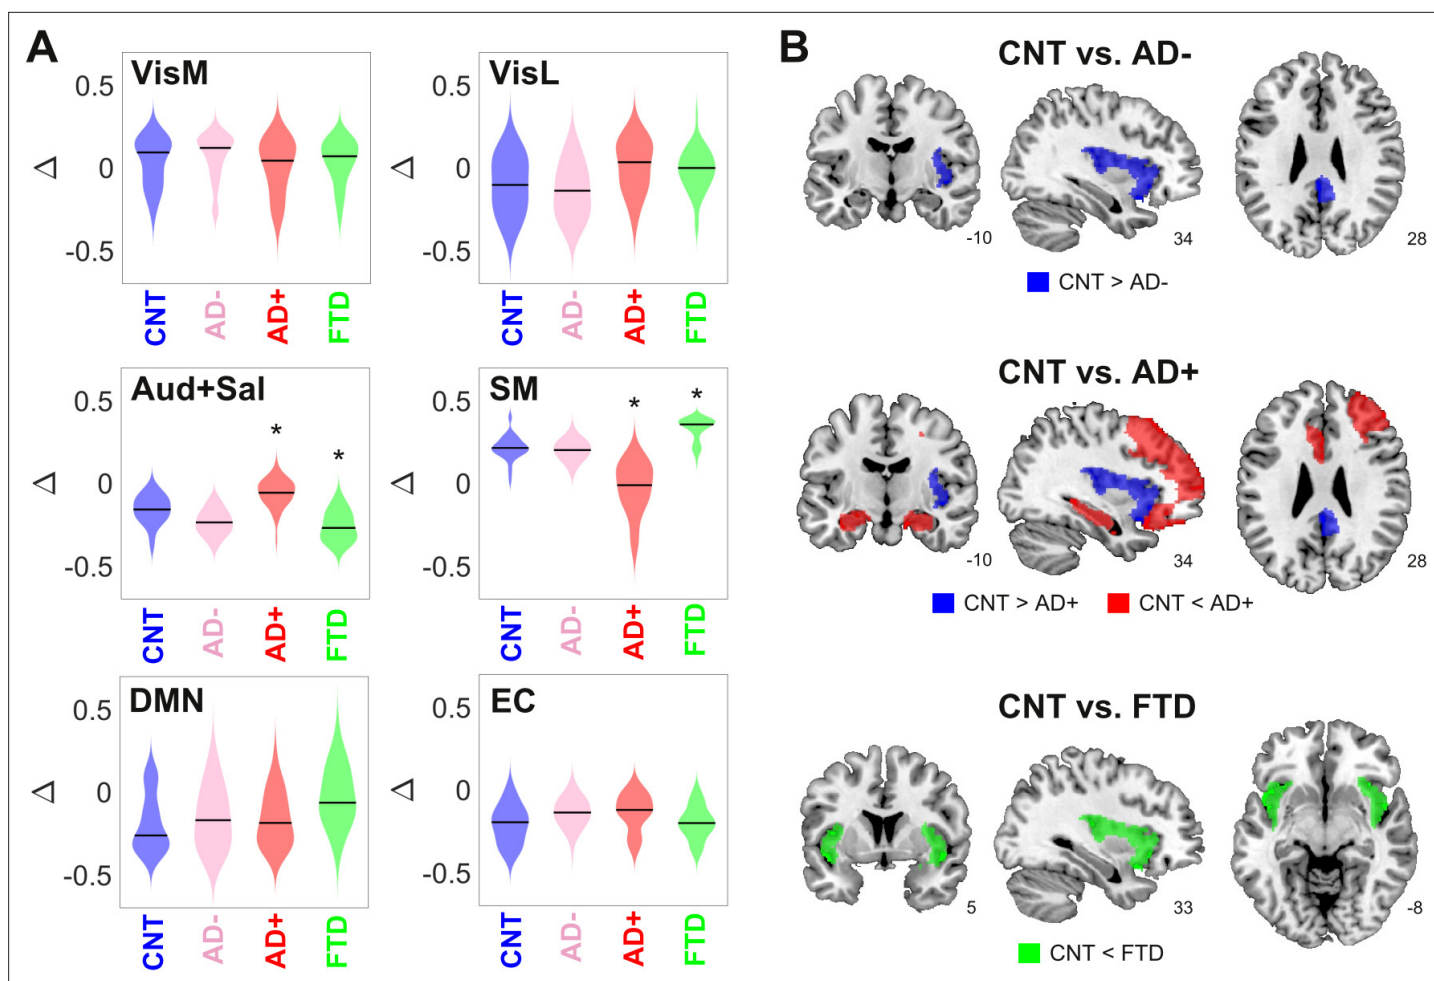 A
VisM
0.5
Δ
0
-0.5
CNT
AD-
AD+
FTD
VisL
0.5
Δ
0
-0.5
CNT
AD-
AD+
FTD
Aud+Sal
0.5
*
*
Δ
0
-0.5
CNT
AD-
AD+
FTD
SM
0.5
*
*
Δ
0
-0.5
CNT
AD-
AD+
FTD
DMN
0.5
Δ
0
-0.5
CNT
AD-
AD+
FTD
EC
0.5
Δ
0
-0.5
CNT
AD-
AD+
FTD
B
CNT vs. AD-
-10
34
28
CNT > AD-
CNT vs. AD+
-10
34
28
CNT > AD+
CNT < AD+
CNT vs. FTD
5
33
-8
CNT < FTD